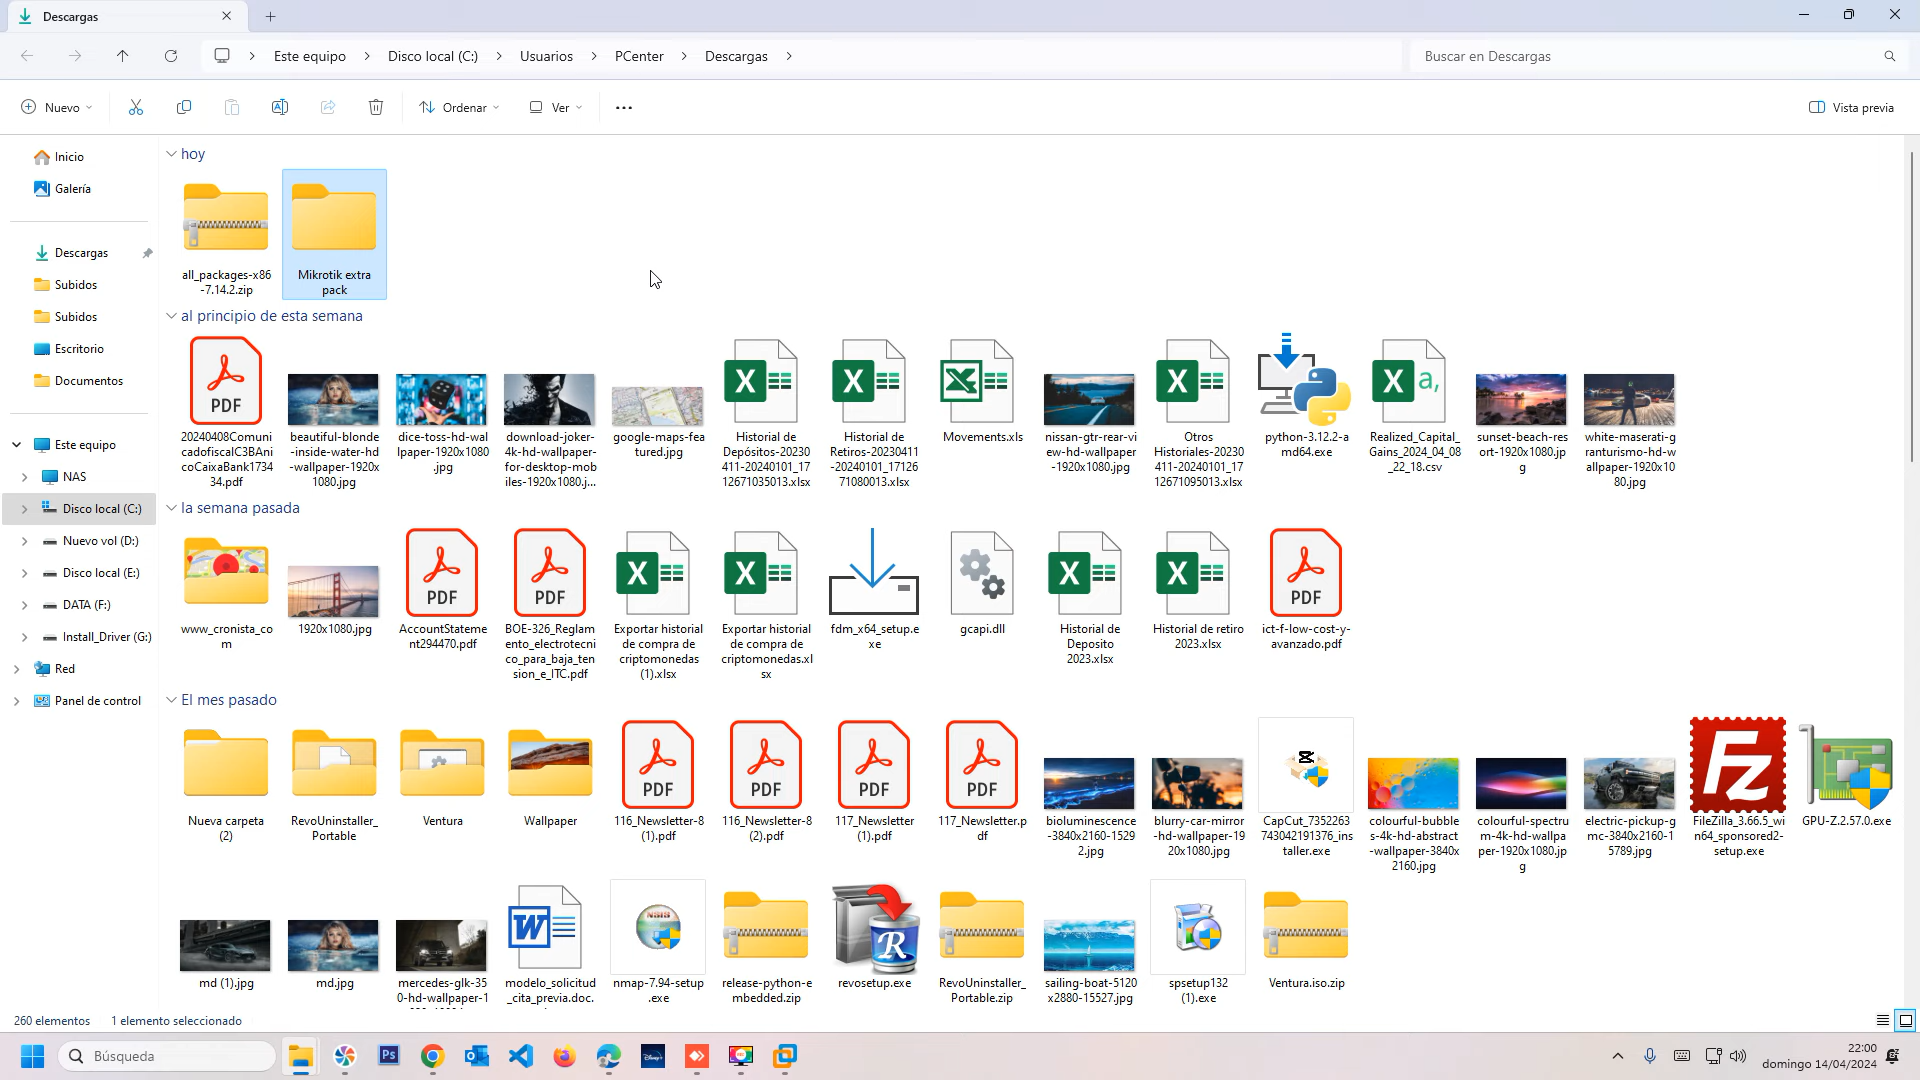 Descargas
Este equipo
Disco local (C:)
Usuarios
PCenter
Descargas
Buscar en Descargas
Nuevo
Ordenar
Ver
Vista previa
Inicio
Galería
Descargas
Subidos
Subidos
Escritorio
Documentos
Este equipo
NAS
Disco local (C:)
Nuevo vol (D:)
Disco local (E:)
DATA (F:)
Install_Driver (G:)
Red
Panel de control
hoy
all_packages-x86
-7.14.2.zip
Mikrotik extra
pack
al principio de esta semana
PDF
20240408Comuni
cadofiscalC3BAni
coCaixaBank1734
34.pdf
beautiful-blonde
-inside-water-hd
-wallpaper-1920x
1080.jpg
dice-toss-hd-wal
lpaper-1920x1080
.jpg
download-joker-
4k-hd-wallpaper-
for-desktop-mob
iles-1920x1080.j...
google-maps-fea
tured.jpg
Historial de
Depósitos-20230
411-20240101_17
12671035013.xlsx
Historial de
Retiros-20230411
-20240101_17126
71080013.xlsx
Movements.xls
nissan-gtr-rear-vi
ew-hd-wallpaper
-1920x1080.jpg
Otros
Historiales-20230
411-20240101_17
12671095013.xlsx
python-3.12.2-a
md64.exe
Realized_Capital_
Gains_2024_04_08
_22_18.csv
sunset-beach-res
ort-1920x1080.jp
g
white-maserati-g
ranturismo-hd-w
allpaper-1920x10
80.jpg
la semana pasada
www_cronista_co
m
1920x1080.jpg
PDF
AccountStateme
nt294470.pdf
PDF
BOE-326_Reglam
ento_electrotecni
co_para_baja_ten
sion_e_ITC.pdf
Exportar historial
de compra de
criptomonedas
(1).xlsx
Exportar historial
de compra de
criptomonedas.xl
sx
fdm_x64_setup.e
xe
gcapi.dll
Historial de
Deposito
2023.xlsx
Historial de retiro
2023.xlsx
PDF
ict-f-low-cost-y-
avanzado.pdf
El mes pasado
Nueva carpeta
(2)
RevoUninstaller_
Portable
Ventura
Wallpaper
PDF
116_Newsletter-8
(1).pdf
PDF
116_Newsletter-8
(2).pdf
PDF
117_Newsletter
(1).pdf
PDF
117_Newsletter.p
df
bioluminescence
-3840x2160-1529
2.jpg
blurry-car-mirror
-hd-wallpaper-19
20x1080.jpg
CapCut_7352263
743042191376_ins
taller.exe
colourful-bubble
s-4k-hd-abstract
-wallpaper-3840x
2160.jpg
colourful-spectru
m-4k-hd-wallpa
per-1920x1080.jp
g
electric-pickup-g
mc-3840x2160-1
5789.jpg
FileZilla_3.66.5_wi
n64_sponsored2-
setup.exe
GPU-Z.2.57.0.exe
md (1).jpg
md.jpg
mercedes-glk-35
0-hd-wallpaper-1
modelo_solicitud
_cita_previa.doc.
nmap-7.94-setup
.exe
release-python-e
mbedded.zip
revosetup.exe
RevoUninstaller_
Portable.zip
sailing-boat-5120
x2880-15527.jpg
spsetup132
(1).exe
Ventura.iso.zip
260 elementos
1 elemento seleccionado
Búsqueda
22:00
domingo 14/04/2024